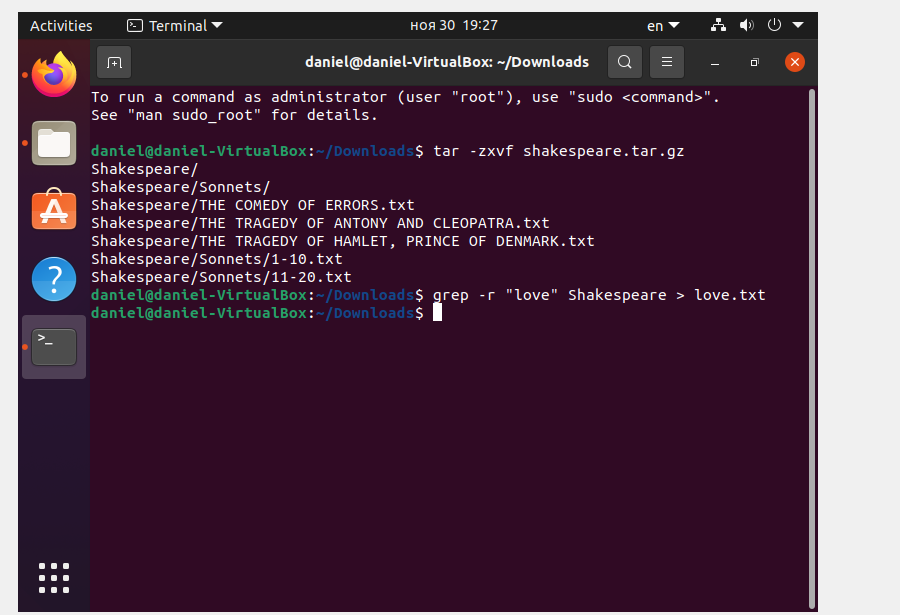 Activities Terminal ноя 30 19:27 en
daniel@daniel-VirtualBox: ~/Downloads
To run a command as administrator (user "root"), use "sudo <command>".
See "man sudo_root" for details.
daniel@daniel-VirtualBox:~/Downloads$ tar -zxvf shakespeare.tar.gz
Shakespeare/
Shakespeare/Sonnets/
Shakespeare/THE COMEDY OF ERRORS.txt
Shakespeare/THE TRAGEDY OF ANTONY AND CLEOPATRA.txt
Shakespeare/THE TRAGEDY OF HAMLET, PRINCE OF DENMARK.txt
Shakespeare/Sonnets/1-10.txt
Shakespeare/Sonnets/11-20.txt
daniel@daniel-VirtualBox:~/Downloads$ grep -r "love" Shakespeare > love.txt
daniel@daniel-VirtualBox:~/Downloads$